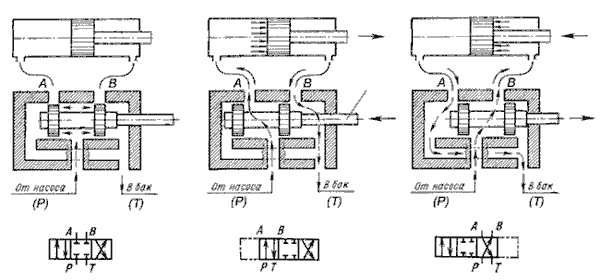 A B A B A B
От насоса В бак От насоса В бак От насоса В бак
(P) (T) (P) (T) (P) (T)
A B A B A B
P T P T P T